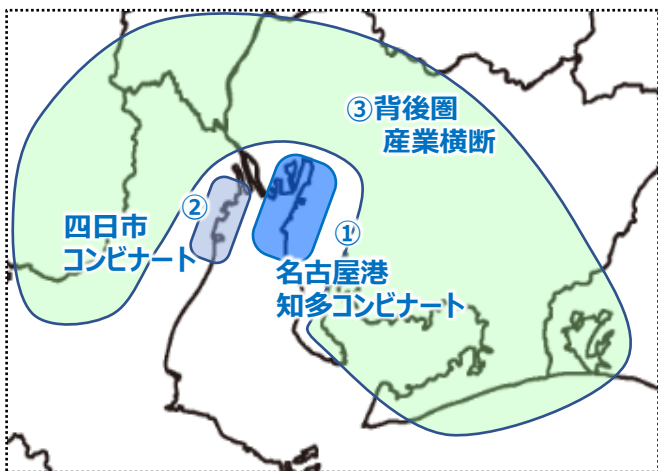 ③背後圏
産業横断
②
四日市
コンビナート
①
名古屋港
知多コンビナート